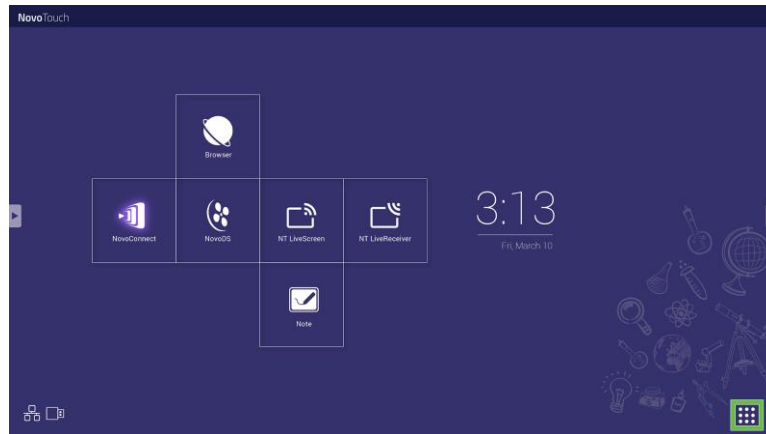 NovoTouch
Browser
NovoConnect
NovoDS
NT LiveScreen
NT LiveReceiver
3:13
Fri, March 10
Note